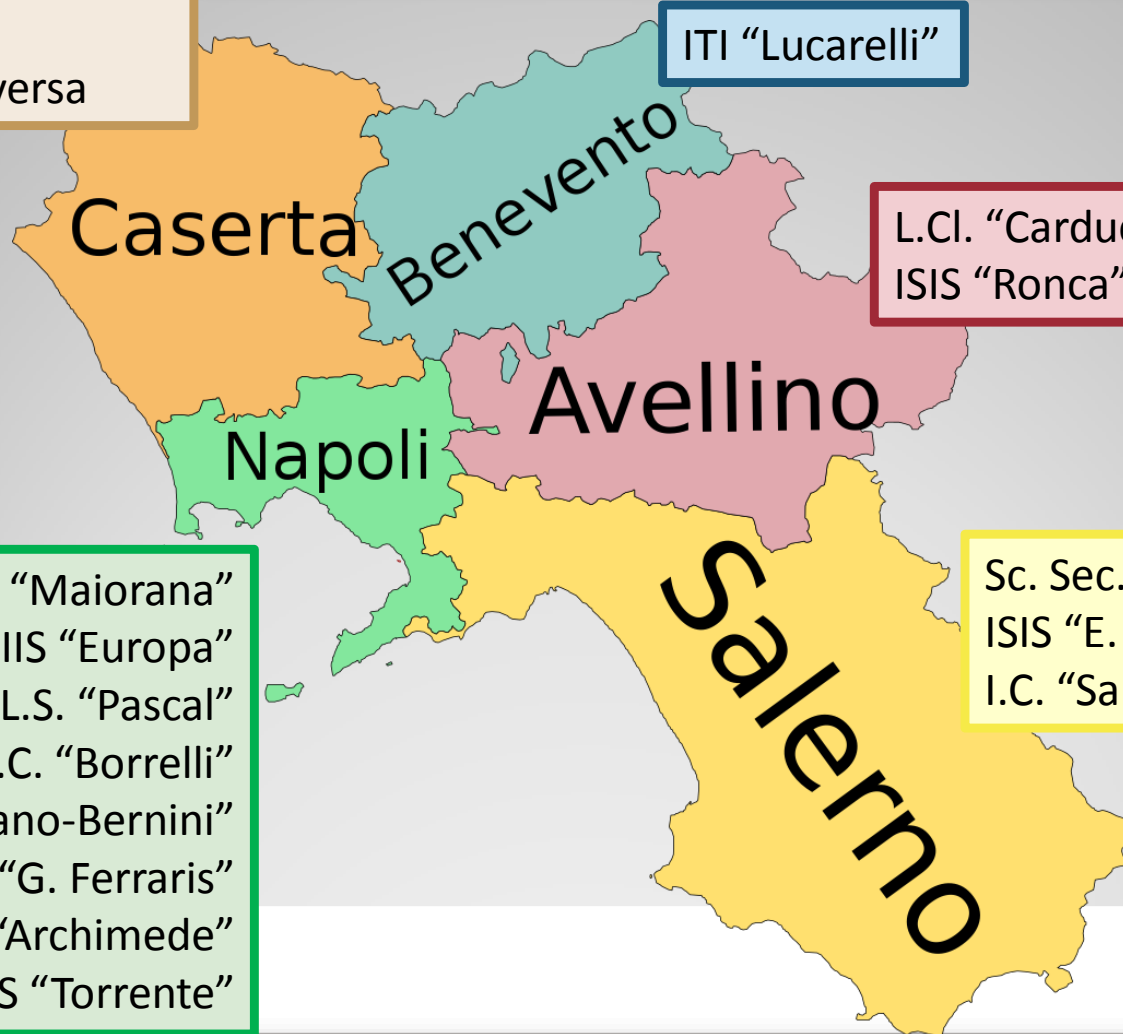 ITI “Lucarelli”
Caserta
Benevento
L.Cl. “Carduc
ISIS “Ronca”
Avellino
Napoli
“Maiorana”
IIS “Europa”
L.S. “Pascal”
.C. “Borrelli”
ano-Bernini”
“G. Ferraris”
“Archimede”
S “Torrente”
Salerno
Sc. Sec.
ISIS “E.
I.C. “Sa
versa